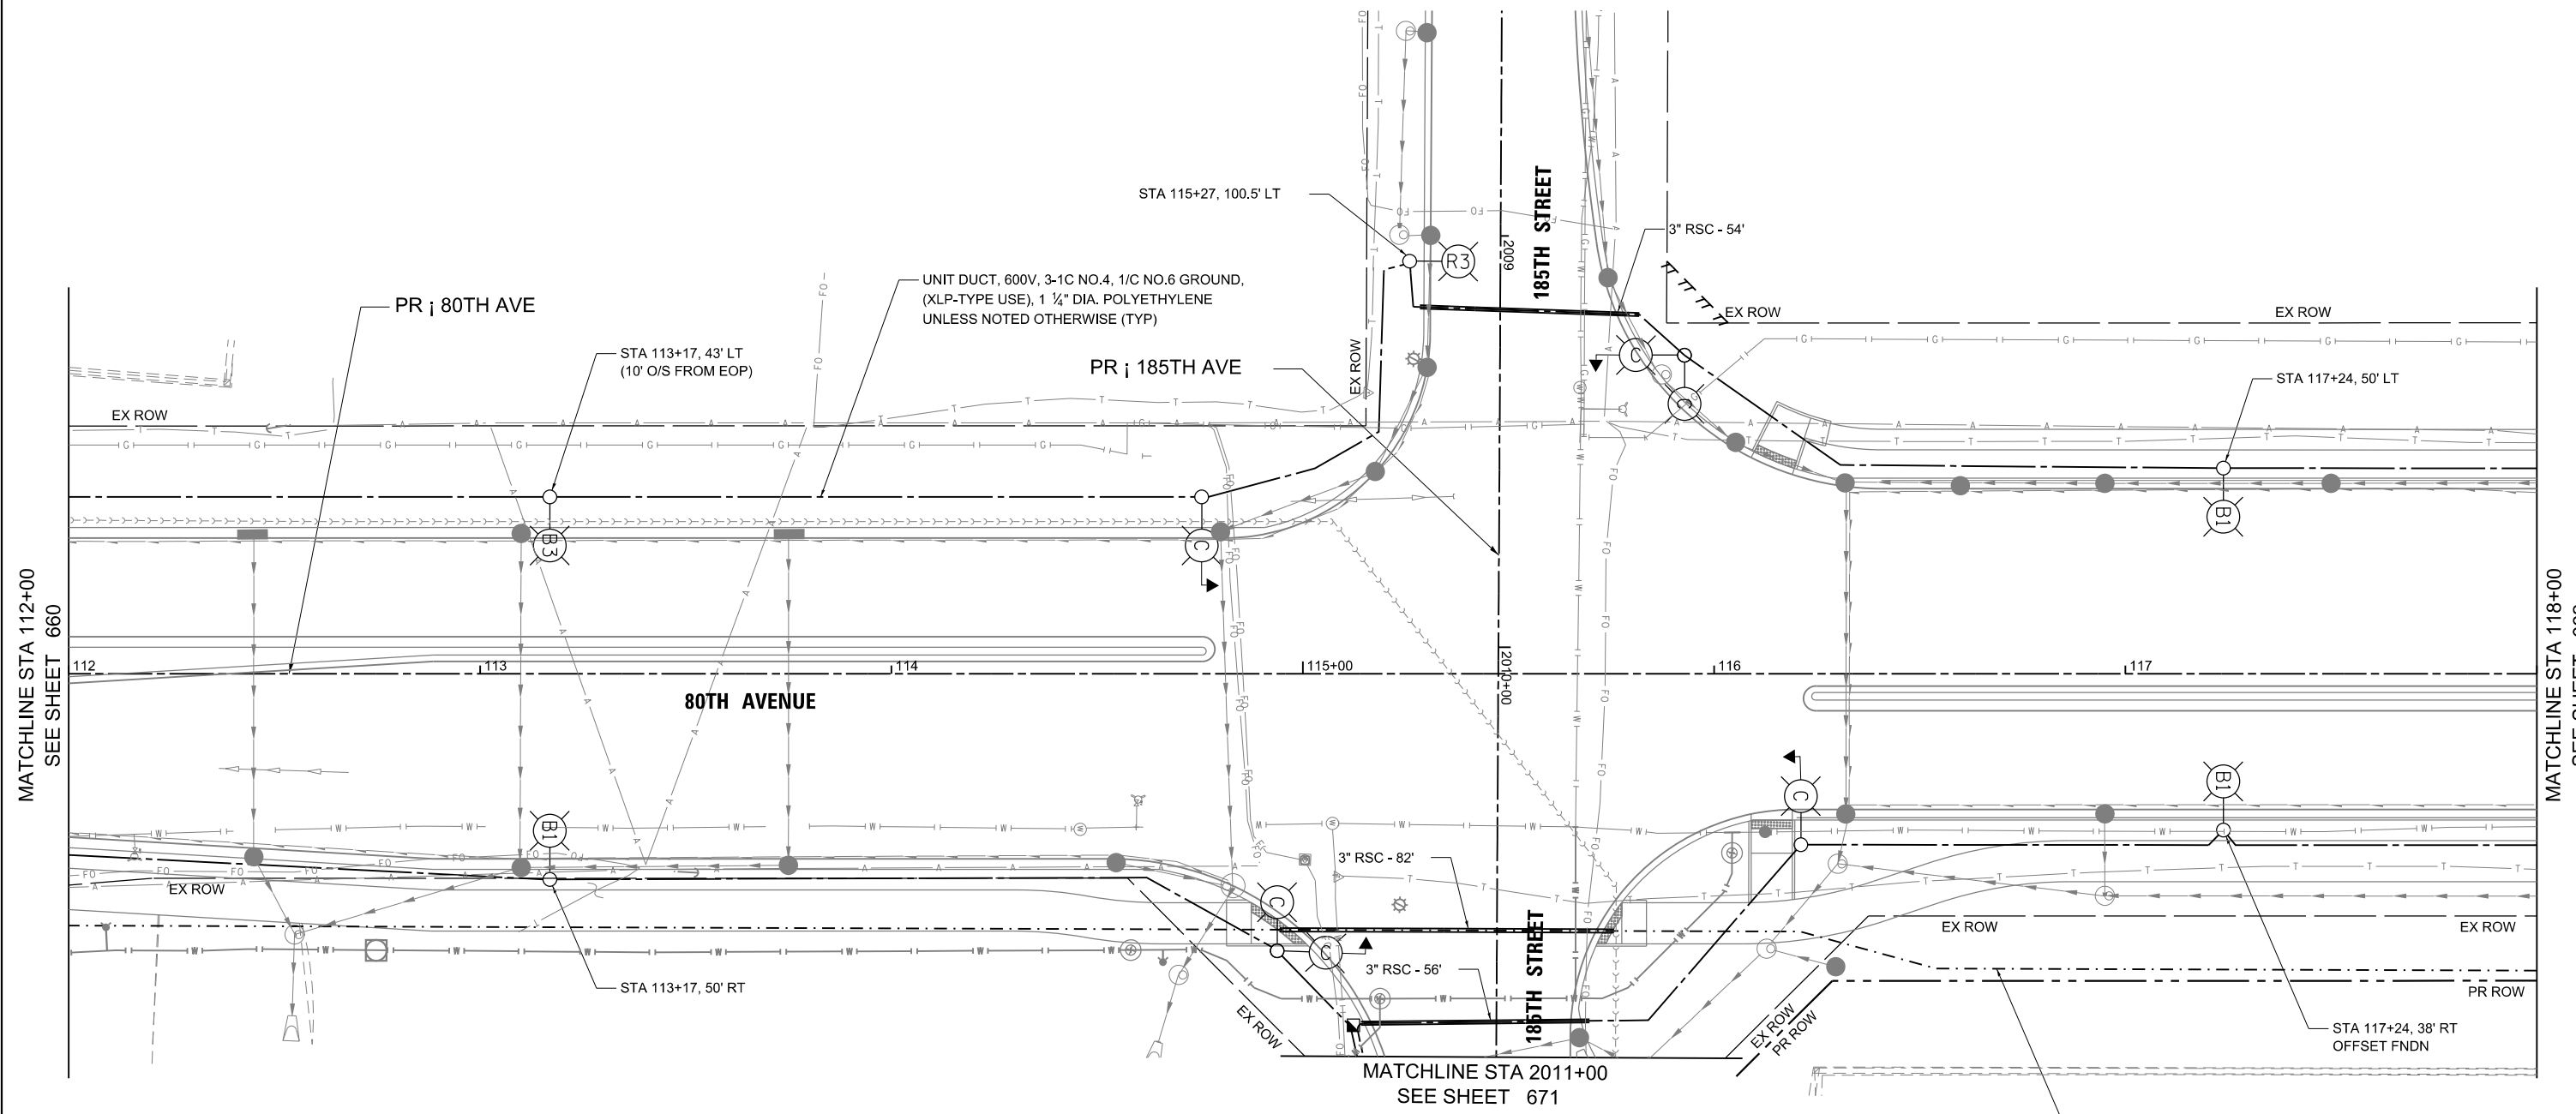 STA 115+27, 100.5' LT
R3
2009
185TH STREET
3" RSC - 54'
UNIT DUCT, 600V, 3-1C NO.4, 1/C NO.6 GROUND,
(XLP-TYPE USE), 1 ¼" DIA. POLYETHYLENE
UNLESS NOTED OTHERWISE (TYP)
PR ¡ 80TH AVE
EX ROW
EX ROW
EX ROW
STA 113+17, 43' LT
(10' O/S FROM EOP)
PR ¡ 185TH AVE
C
C
STA 117+24, 50' LT
EX ROW
B3
C
B1
MATCHLINE STA 112+00
SEE SHEET 660
112
113
114
115+00
2010+00
116
117
80TH AVENUE
MATCHLINE STA 118+00
B1
C
B1
3" RSC - 82'
EX ROW
C
C
3" RSC - 56'
185TH STREET
STA 113+17, 50' RT
EX ROW
EX ROW
EX ROW
EX ROW
PR ROW
PR ROW
STA 117+24, 38' RT
OFFSET FNDN
MATCHLINE STA 2011+00
SEE SHEET 671